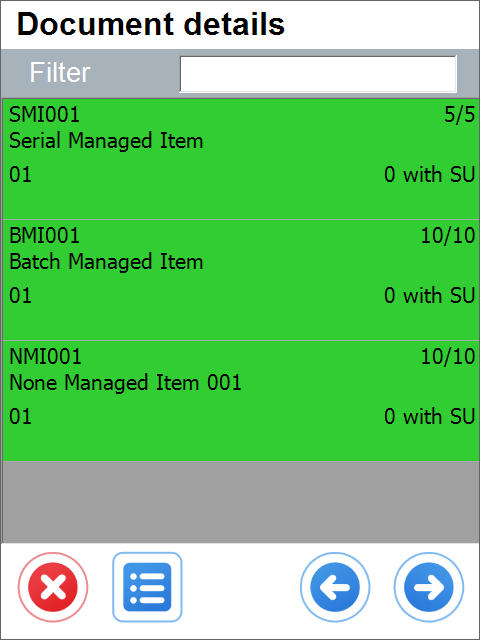 Document details
Filter
SMI001 5/5
Serial Managed Item
01 0 with SU
BMI001 10/10
Batch Managed Item
01 0 with SU
NMI001 10/10
None Managed Item 001
01 0 with SU